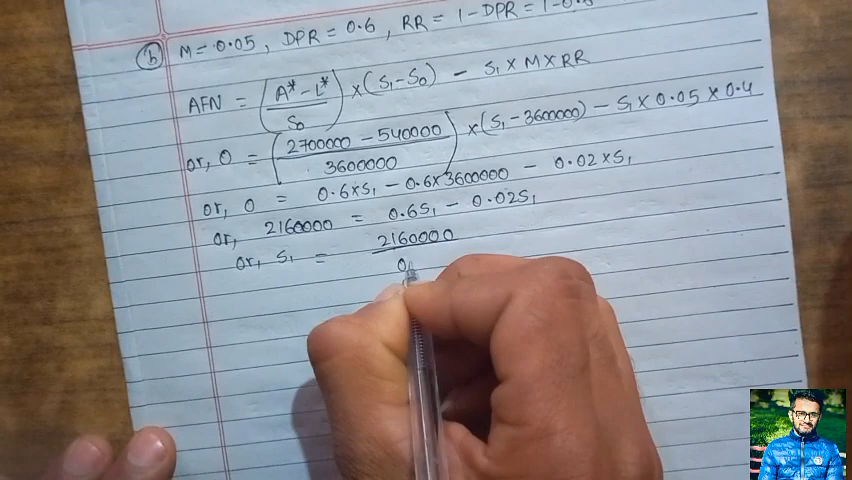 (b) M = 0.05, DPR = 0.6, RR = 1 - DPR = 1 - 0.6
AFN = ((A* - L*) / S0) × (S1 - S0) - S1 × M × RR
or, 0 = ((2700000 - 540000) / 3600000) × (S1 - 3600000) - S1 × 0.05 × 0.4
or, 0 = 0.6×S1 - 0.6×3600000 - 0.02×S1
or, 2160000 = 0.6S1 - 0.02S1
or, S1 = 2160000 / 0.